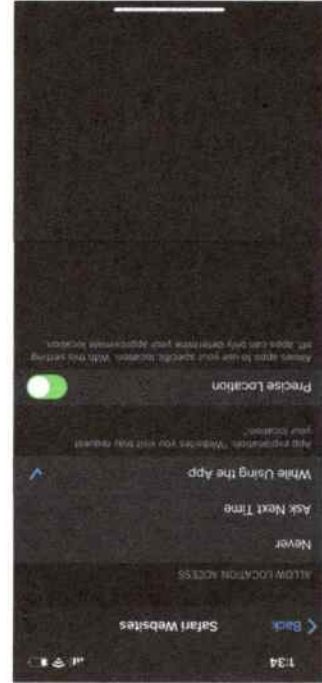 1:34
Back
Safari Websites
ALLOW LOCATION ACCESS
Never
Ask Next Time
While Using the App
App explanation: "Websites you visit may request
your location."
Precise Location
Allows apps to use your specific location. With this setting
off, apps can only determine your approximate location.